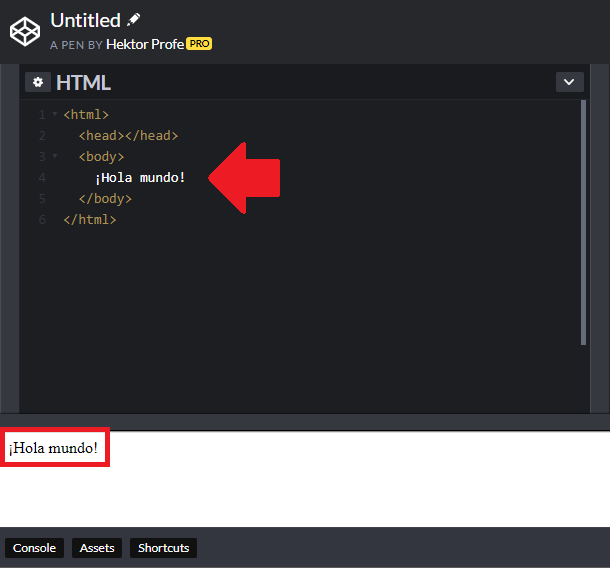 Untitled
A PEN BY Hektor Profe PRO
HTML
1 <html>
2 <head></head>
3 <body>
4 ¡Hola mundo!
5 </body>
6 </html>
¡Hola mundo!
Console Assets Shortcuts